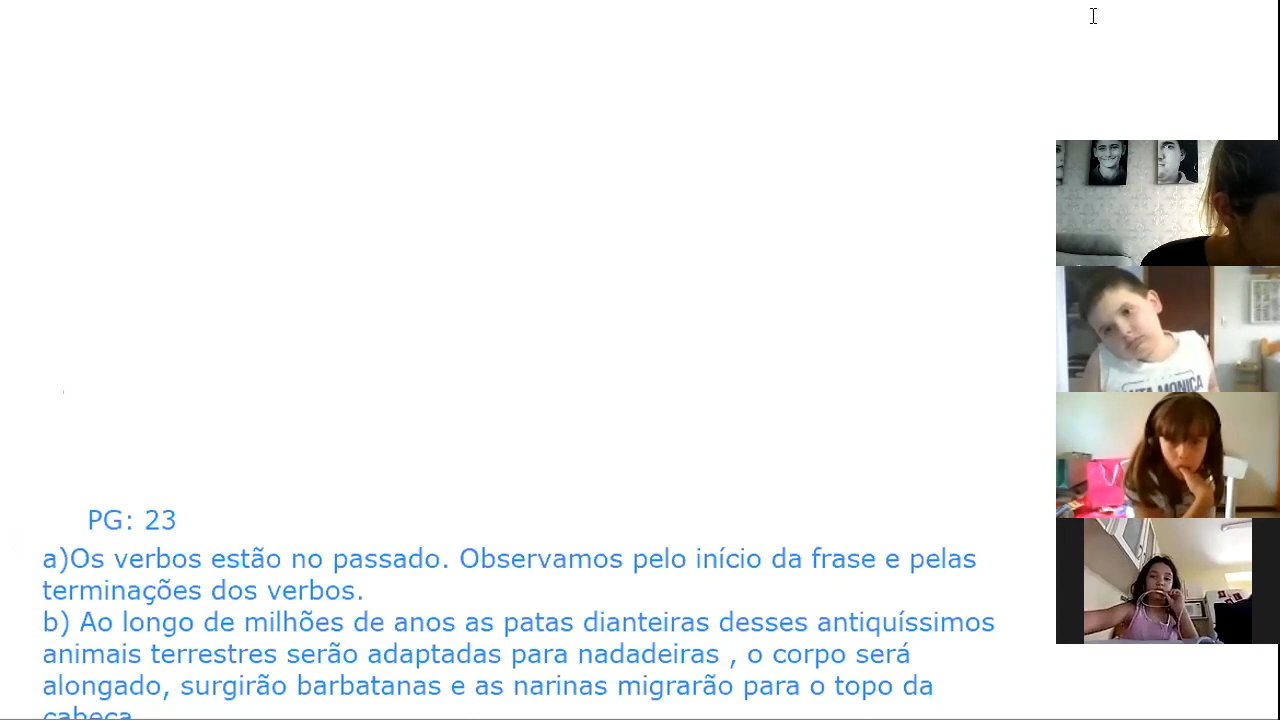 PG: 23
a)Os verbos estão no passado. Observamos pelo início da frase e pelas
terminações dos verbos.
b) Ao longo de milhões de anos as patas dianteiras desses antiquíssimos
animais terrestres serão adaptadas para nadadeiras , o corpo será
alongado, surgirão barbatanas e as narinas migrarão para o topo da
cabeça
MONICA